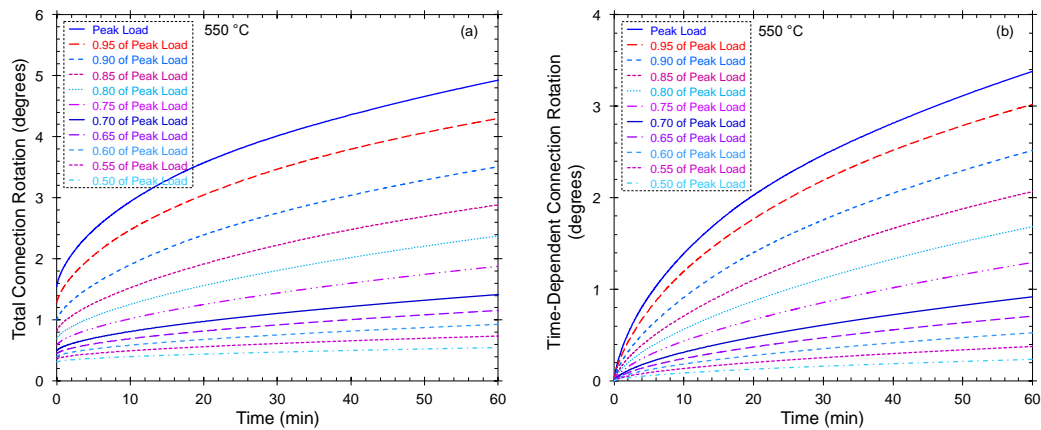 550 °C
(a)
Peak Load
0.95 of Peak Load
0.90 of Peak Load
0.85 of Peak Load
0.80 of Peak Load
0.75 of Peak Load
0.70 of Peak Load
0.65 of Peak Load
0.60 of Peak Load
0.55 of Peak Load
0.50 of Peak Load
Total Connection Rotation (degrees)
6
5
4
3
2
1
0
0 10 20 30 40 50 60
Time (min)
550 °C
(b)
Peak Load
0.95 of Peak Load
0.90 of Peak Load
0.85 of Peak Load
0.80 of Peak Load
0.75 of Peak Load
0.70 of Peak Load
0.65 of Peak Load
0.60 of Peak Load
0.55 of Peak Load
0.50 of Peak Load
Time-Dependent Connection Rotation
(degrees)
4
3
2
1
0
0 10 20 30 40 50 60
Time (min)